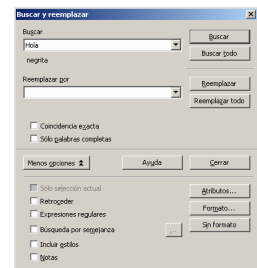 Buscar y reemplazar
Buscar
Hola
negrita
Buscar
Buscar todo
Reemplazar por
Reemplazar
Reemplazar todo
Coincidencia exacta
Sólo palabras completas
Menos opciones
Ayuda
Cerrar
Sólo selección actual
Retroceder
Expresiones regulares
Búsqueda por semejanza
...
Incluir estilos
Notas
Atributos...
Formato...
Sin formato